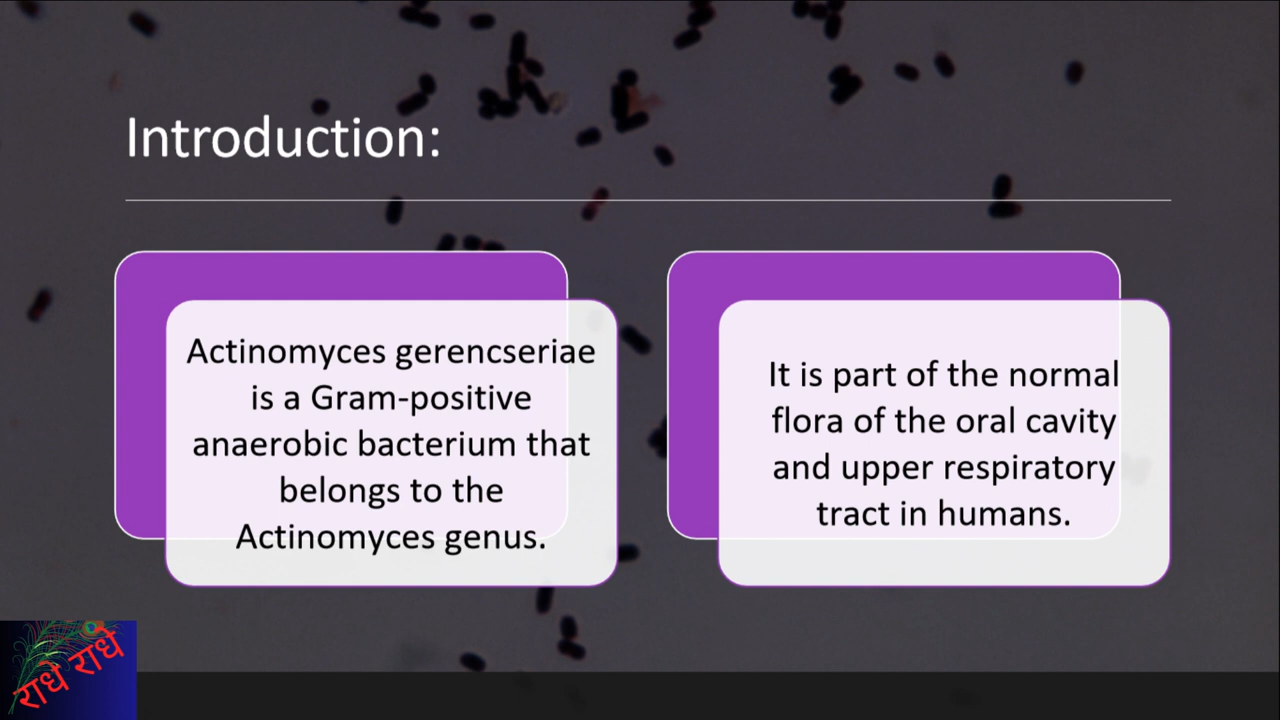 Introduction:
Actinomyces gerencseriae
is a Gram-positive
anaerobic bacterium that
belongs to the
Actinomyces genus.
It is part of the normal
flora of the oral cavity
and upper respiratory
tract in humans.
राधे राधे